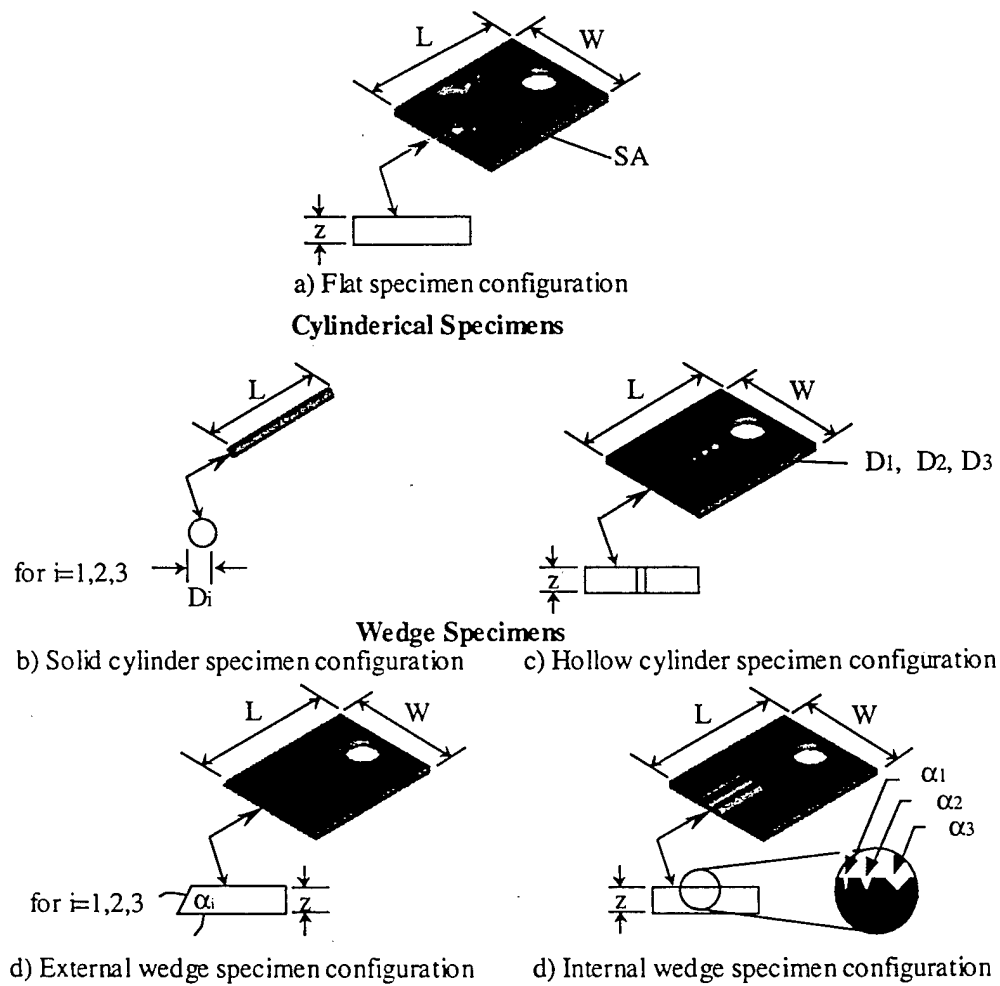 L
W
SA
z
a) Flat specimen configuration
Cylinderical Specimens
L
for i=1,2,3
Di
L
W
D1, D2, D3
z
Wedge Specimens
b) Solid cylinder specimen configuration
c) Hollow cylinder specimen configuration
L
W
for i=1,2,3
αi
z
L
W
α1
α2
α3
z
d) External wedge specimen configuration
d) Internal wedge specimen configuration